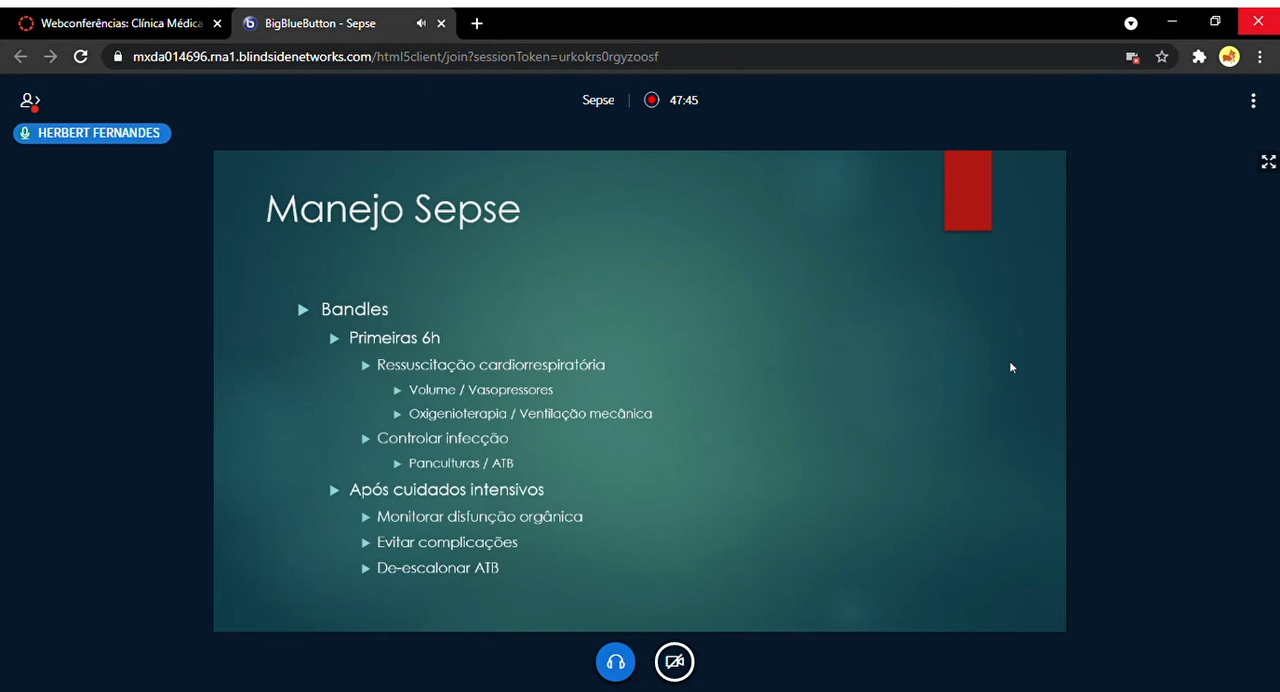 Webconferências: Clínica Médica
BigBlueButton - Sepse
mxda014696.rna1.blindsidenetworks.com/html5client/join?sessionToken=urkokrs0rgyzoosf
Sepse
47:45
HERBERT FERNANDES
Manejo Sepse
Bandles
Primeiras 6h
Ressuscitação cardiorrespiratória
Volume / Vasopressores
Oxigenioterapia / Ventilação mecânica
Controlar infecção
Panculturas / ATB
Após cuidados intensivos
Monitorar disfunção orgânica
Evitar complicações
De-escalonar ATB